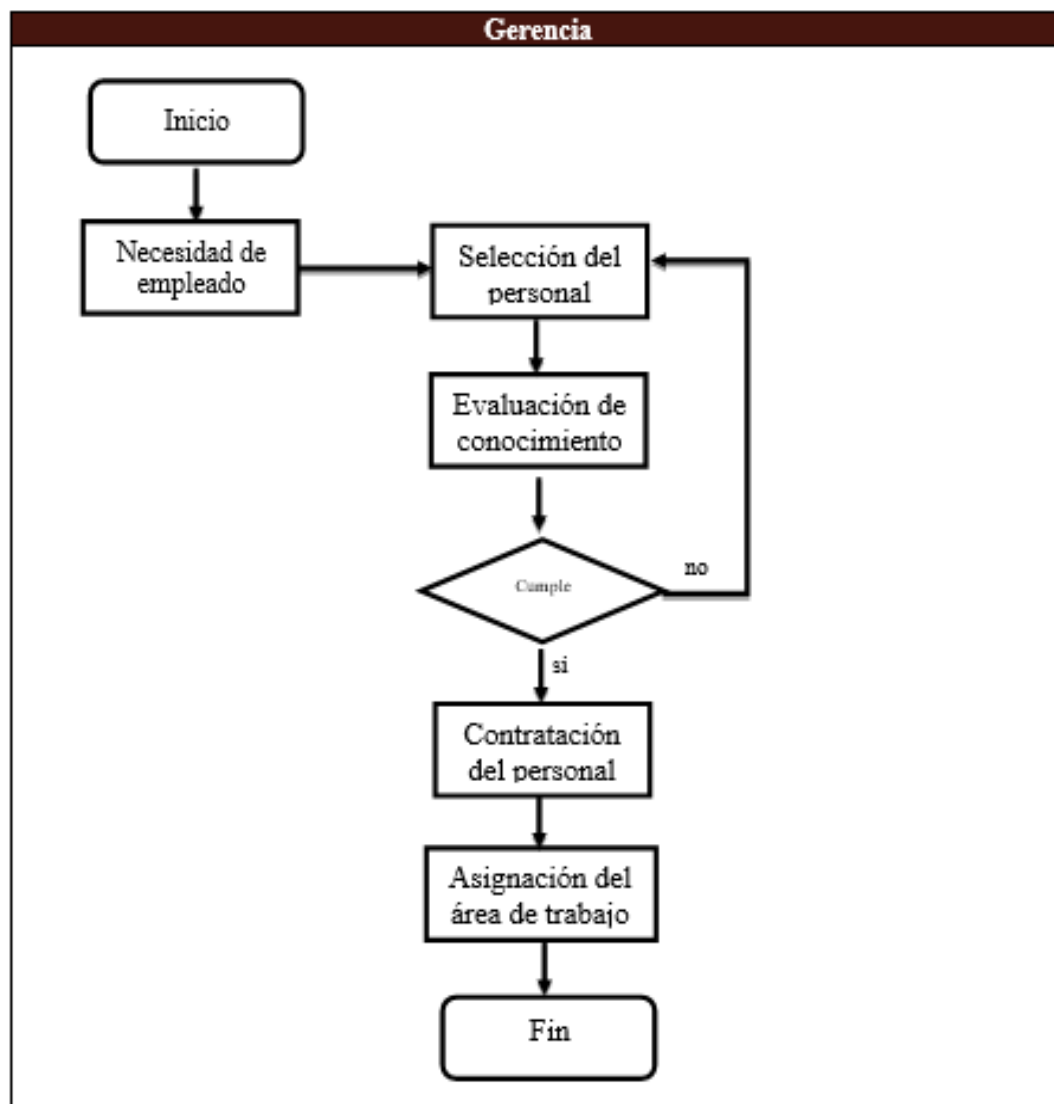 Gerencia
Inicio
Necesidad de
empleado
Selección del
personal
Evaluación de
conocimiento
Cumple
no
si
Contratación
del personal
Asignación del
área de trabajo
Fin